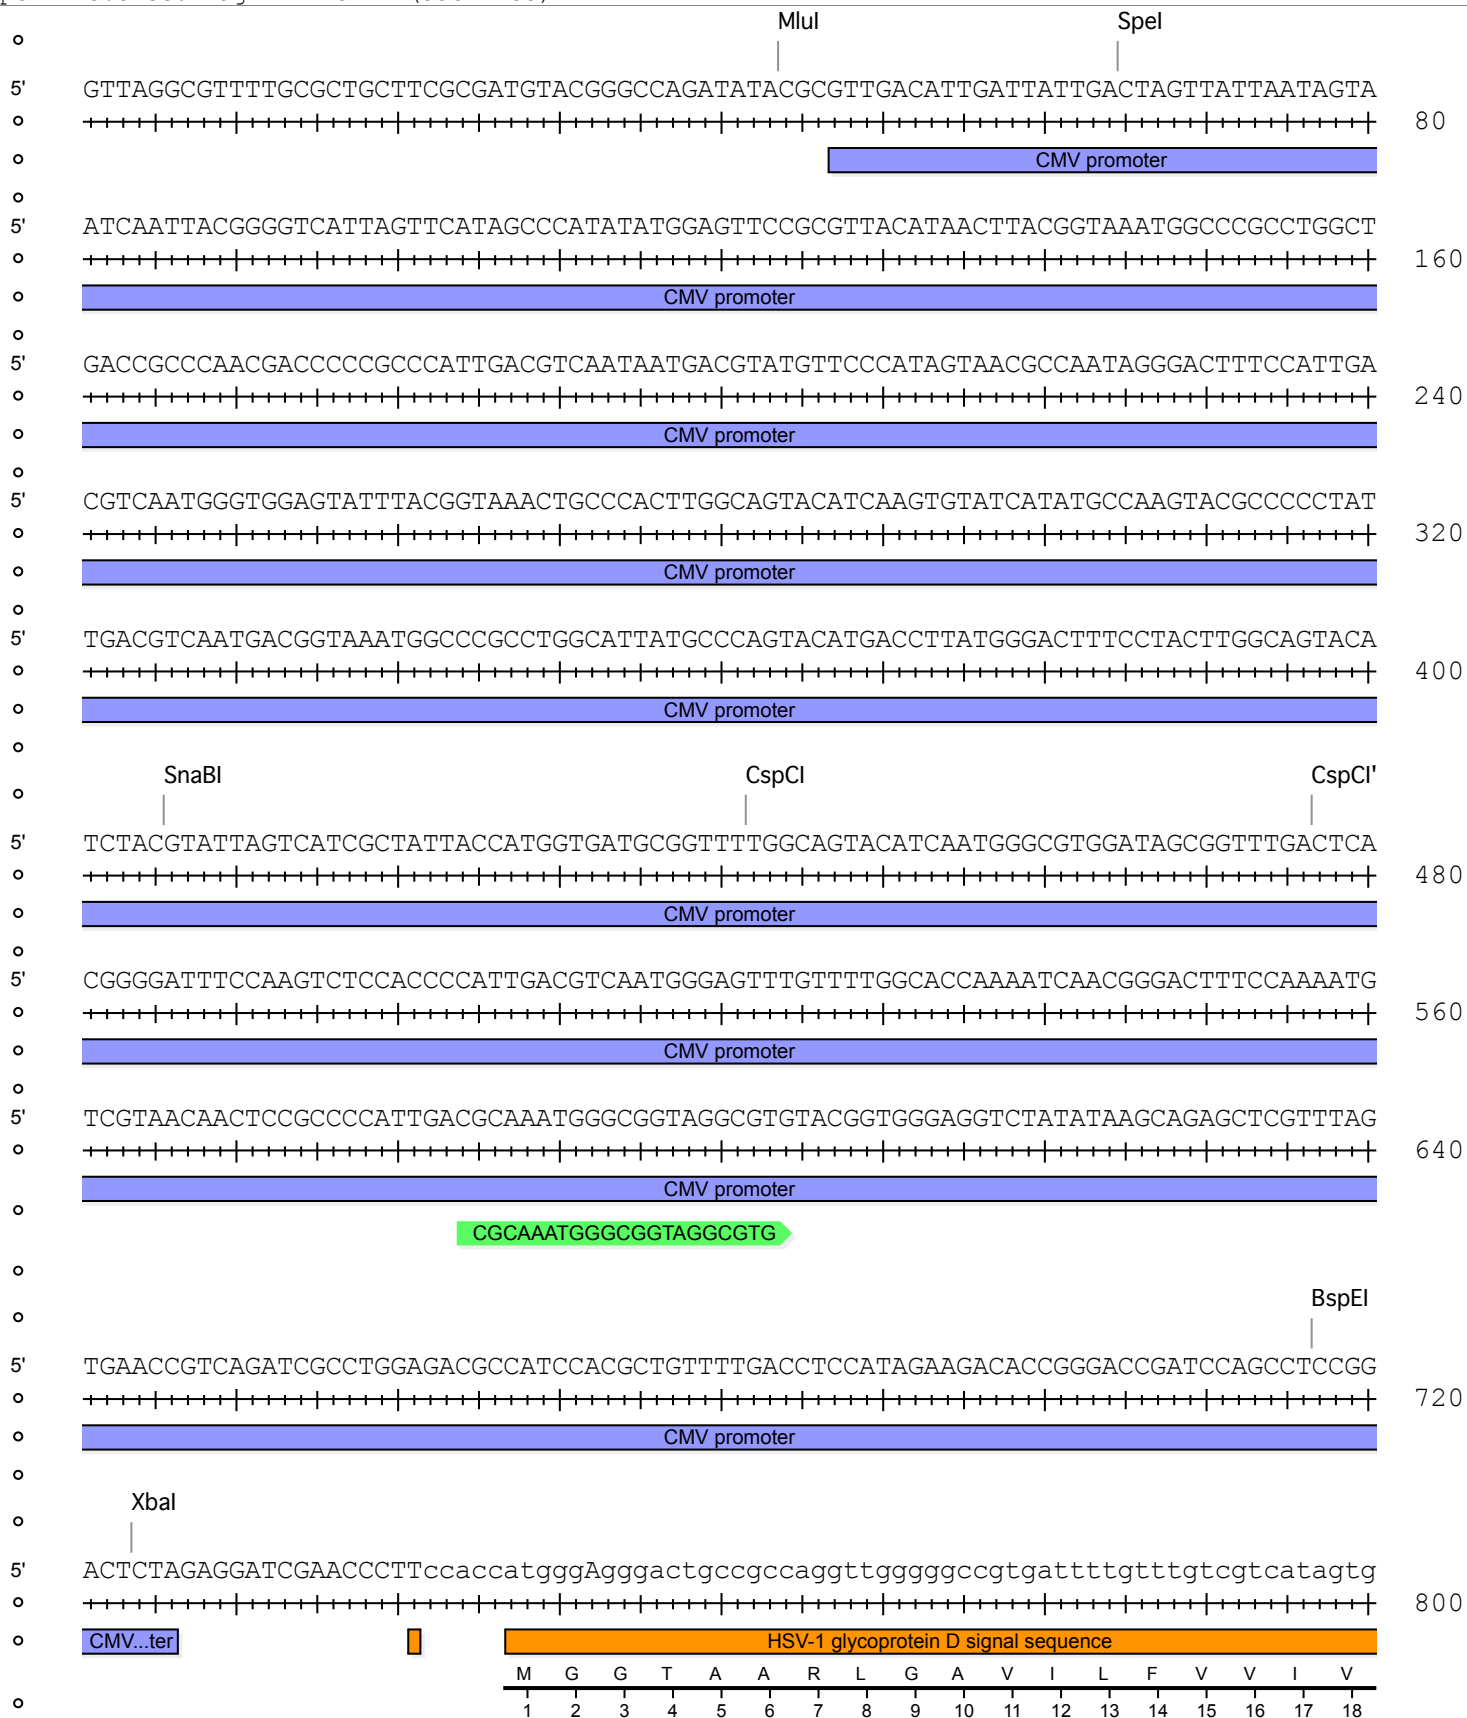 MluI SpeI
5' GTTAGGCGTTTTGCGCTGCTTCGCGATGTACGGGCCAGATATACGCGTTGACATTGATTATTGACTAGTTATTAATAGTA
80
CMV promoter
5' ATCAATTACGGGGTCATTAGTTCATAGCCCATATATGGAGTTCCGCGTTACATAACTTACGGTAAATGGCCCGCCTGGCT
160
CMV promoter
5' GACCGCCCAACGACCCCCGCCCATTGACGTCAATAATGACGTATGTTCCCATAGTAACGCCAATAGGGACTTTCCATTGA
240
CMV promoter
5' CGTCAATGGGTGGAGTATTTACGGTAAACTGCCCACTTGGCAGTACATCAAGTGTATCATATGCCAAGTACGCCCCCTAT
320
CMV promoter
5' TGACGTCAATGACGGTAAATGGCCCGCCTGGCATTATGCCCAGTACATGACCTTATGGGACTTTCCTACTTGGCAGTACA
400
CMV promoter
SnaBI CspCI CspCI'
5' TCTACGTATTAGTCATCGCTATTACCATGGTGATGCGGTTTTGGCAGTACATCAATGGGCGTGGATAGCGGTTTGACTCA
480
CMV promoter
5' CGGGGATTTCCAAGTCTCCACCCCATTGACGTCAATGGGAGTTTGTTTTGGCACCAAAATCAACGGGACTTTCCAAAATG
560
CMV promoter
5' TCGTAACAACTCCGCCCCATTGACGCAAATGGGCGGTAGGCGTGTACGGTGGGAGGTCTATATAAGCAGAGCTCGTTTAG
640
CMV promoter
CGCAAATGGGCGGTAGGCGTG
BspEI
5' TGAACCGTCAGATCGCCTGGAGACGCCATCCACGCTGTTTTGACCTCCATAGAAGACACCGGGACCGATCCAGCCTCCGG
720
CMV promoter
XbaI
5' ACTCTAGAGGATCGAACCCTTccaccatgggAgggactgccgccaggttgggggccgtgattttgtttgtcgtcatagtg
800
CMV...ter HSV-1 glycoprotein D signal sequence
M G G T A A R L G A V I L F V V I V
1 2 3 4 5 6 7 8 9 10 11 12 13 14 15 16 17 18